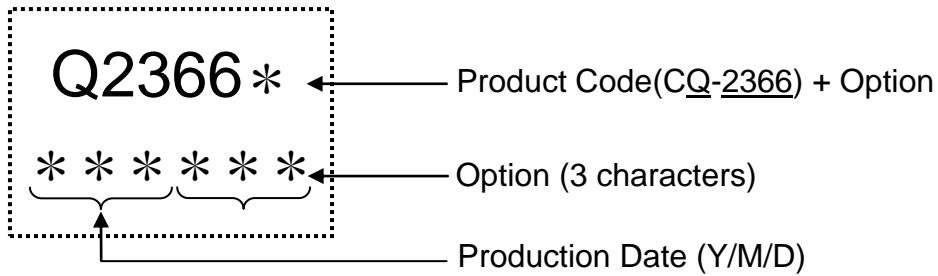 Q2366* Product Code(CQ-2366) + Option
* * * * * * Option (3 characters)
Production Date (Y/M/D)